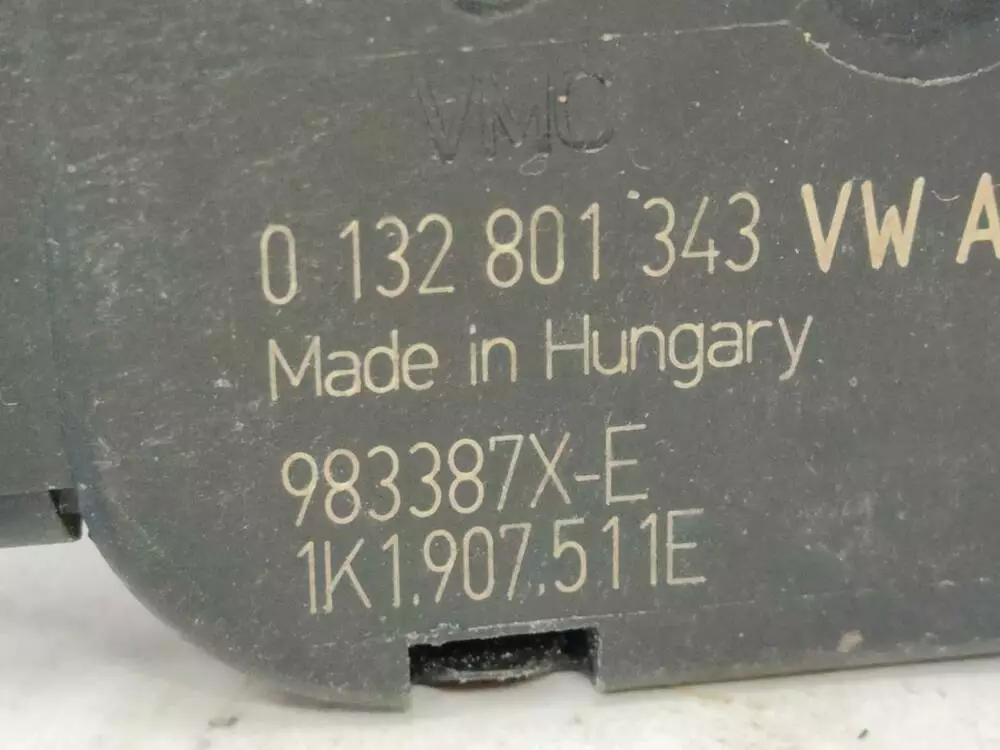 VMC
0 132 801 343 VW A
Made in Hungary
983387X-E
1K1.907.511E